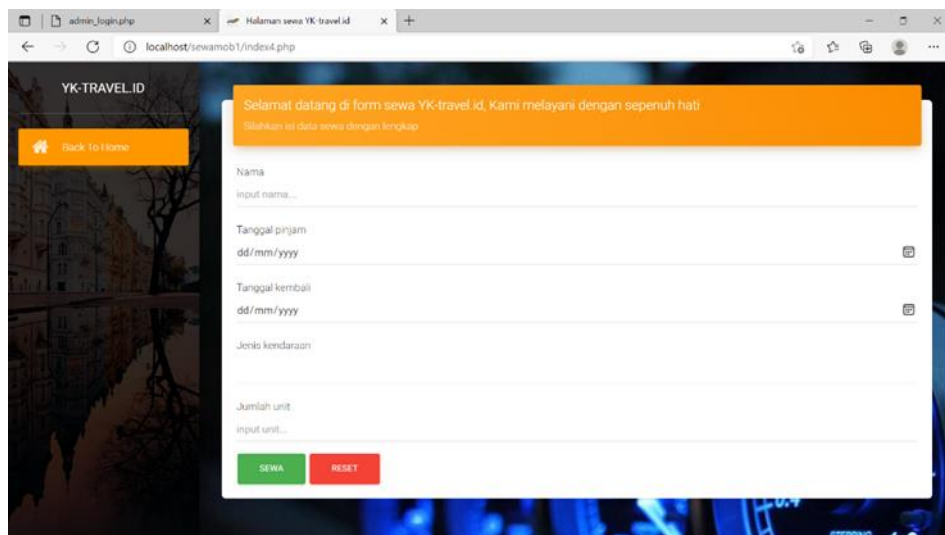 admin_login.php
Halaman sewa YK-travel.id
localhost/sewamob1/index4.php
YK-TRAVEL.ID
Back To Home
Selamat datang di form sewa YK-travel.id, Kami melayani dengan sepenuh hati
Silahkan isi data sewa dengan lengkap
Nama
input nama...
Tanggal pinjam
dd/mm/yyyy
Tanggal kembali
dd/mm/yyyy
Jenis kendaraan
Jumlah unit
input unit...
SEWA RESET